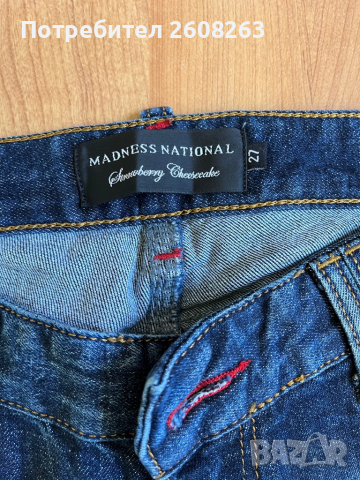 Потребител 2608263
MADNESS NATIONAL
Strawberry Cheesecake
27
BAZAR